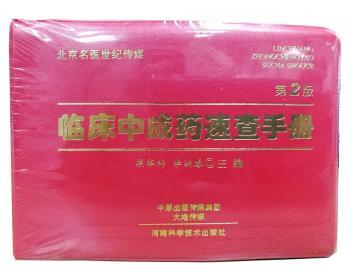 北京名医世纪传媒
LINCHUANG
ZHONGCHENGYAO
SUCHA SHOUCE
第2版
临床中成药速查手册
主 编
中原出版传媒集团
大地传媒
河南科学技术出版社